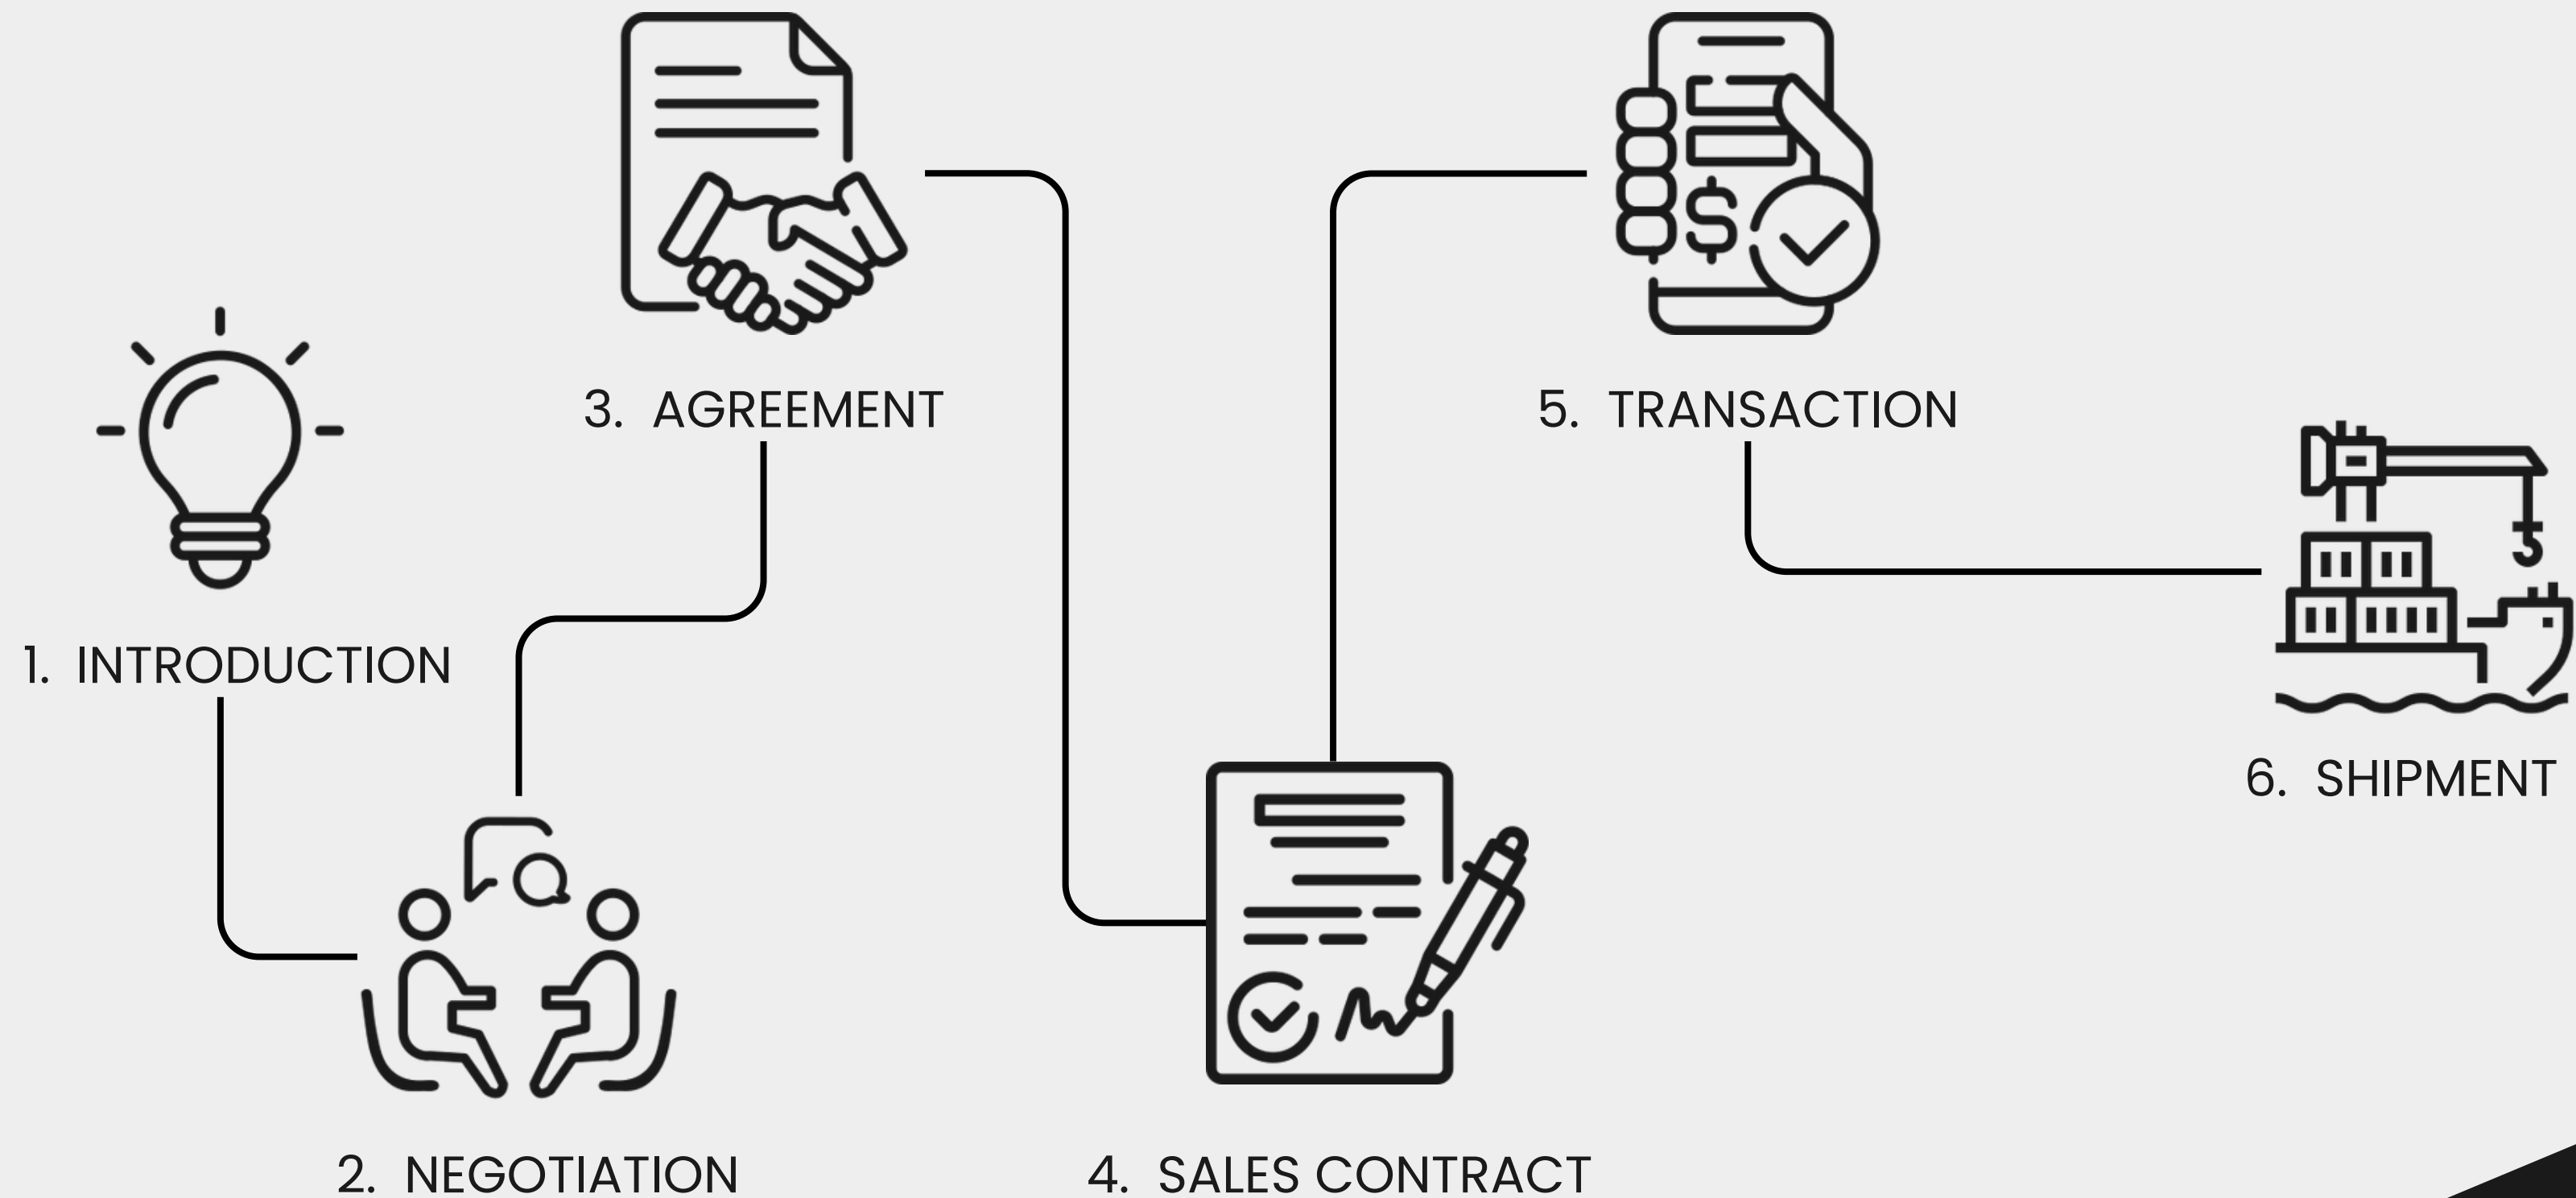 1. INTRODUCTION
2. NEGOTIATION
3. AGREEMENT
4. SALES CONTRACT
5. TRANSACTION
6. SHIPMENT